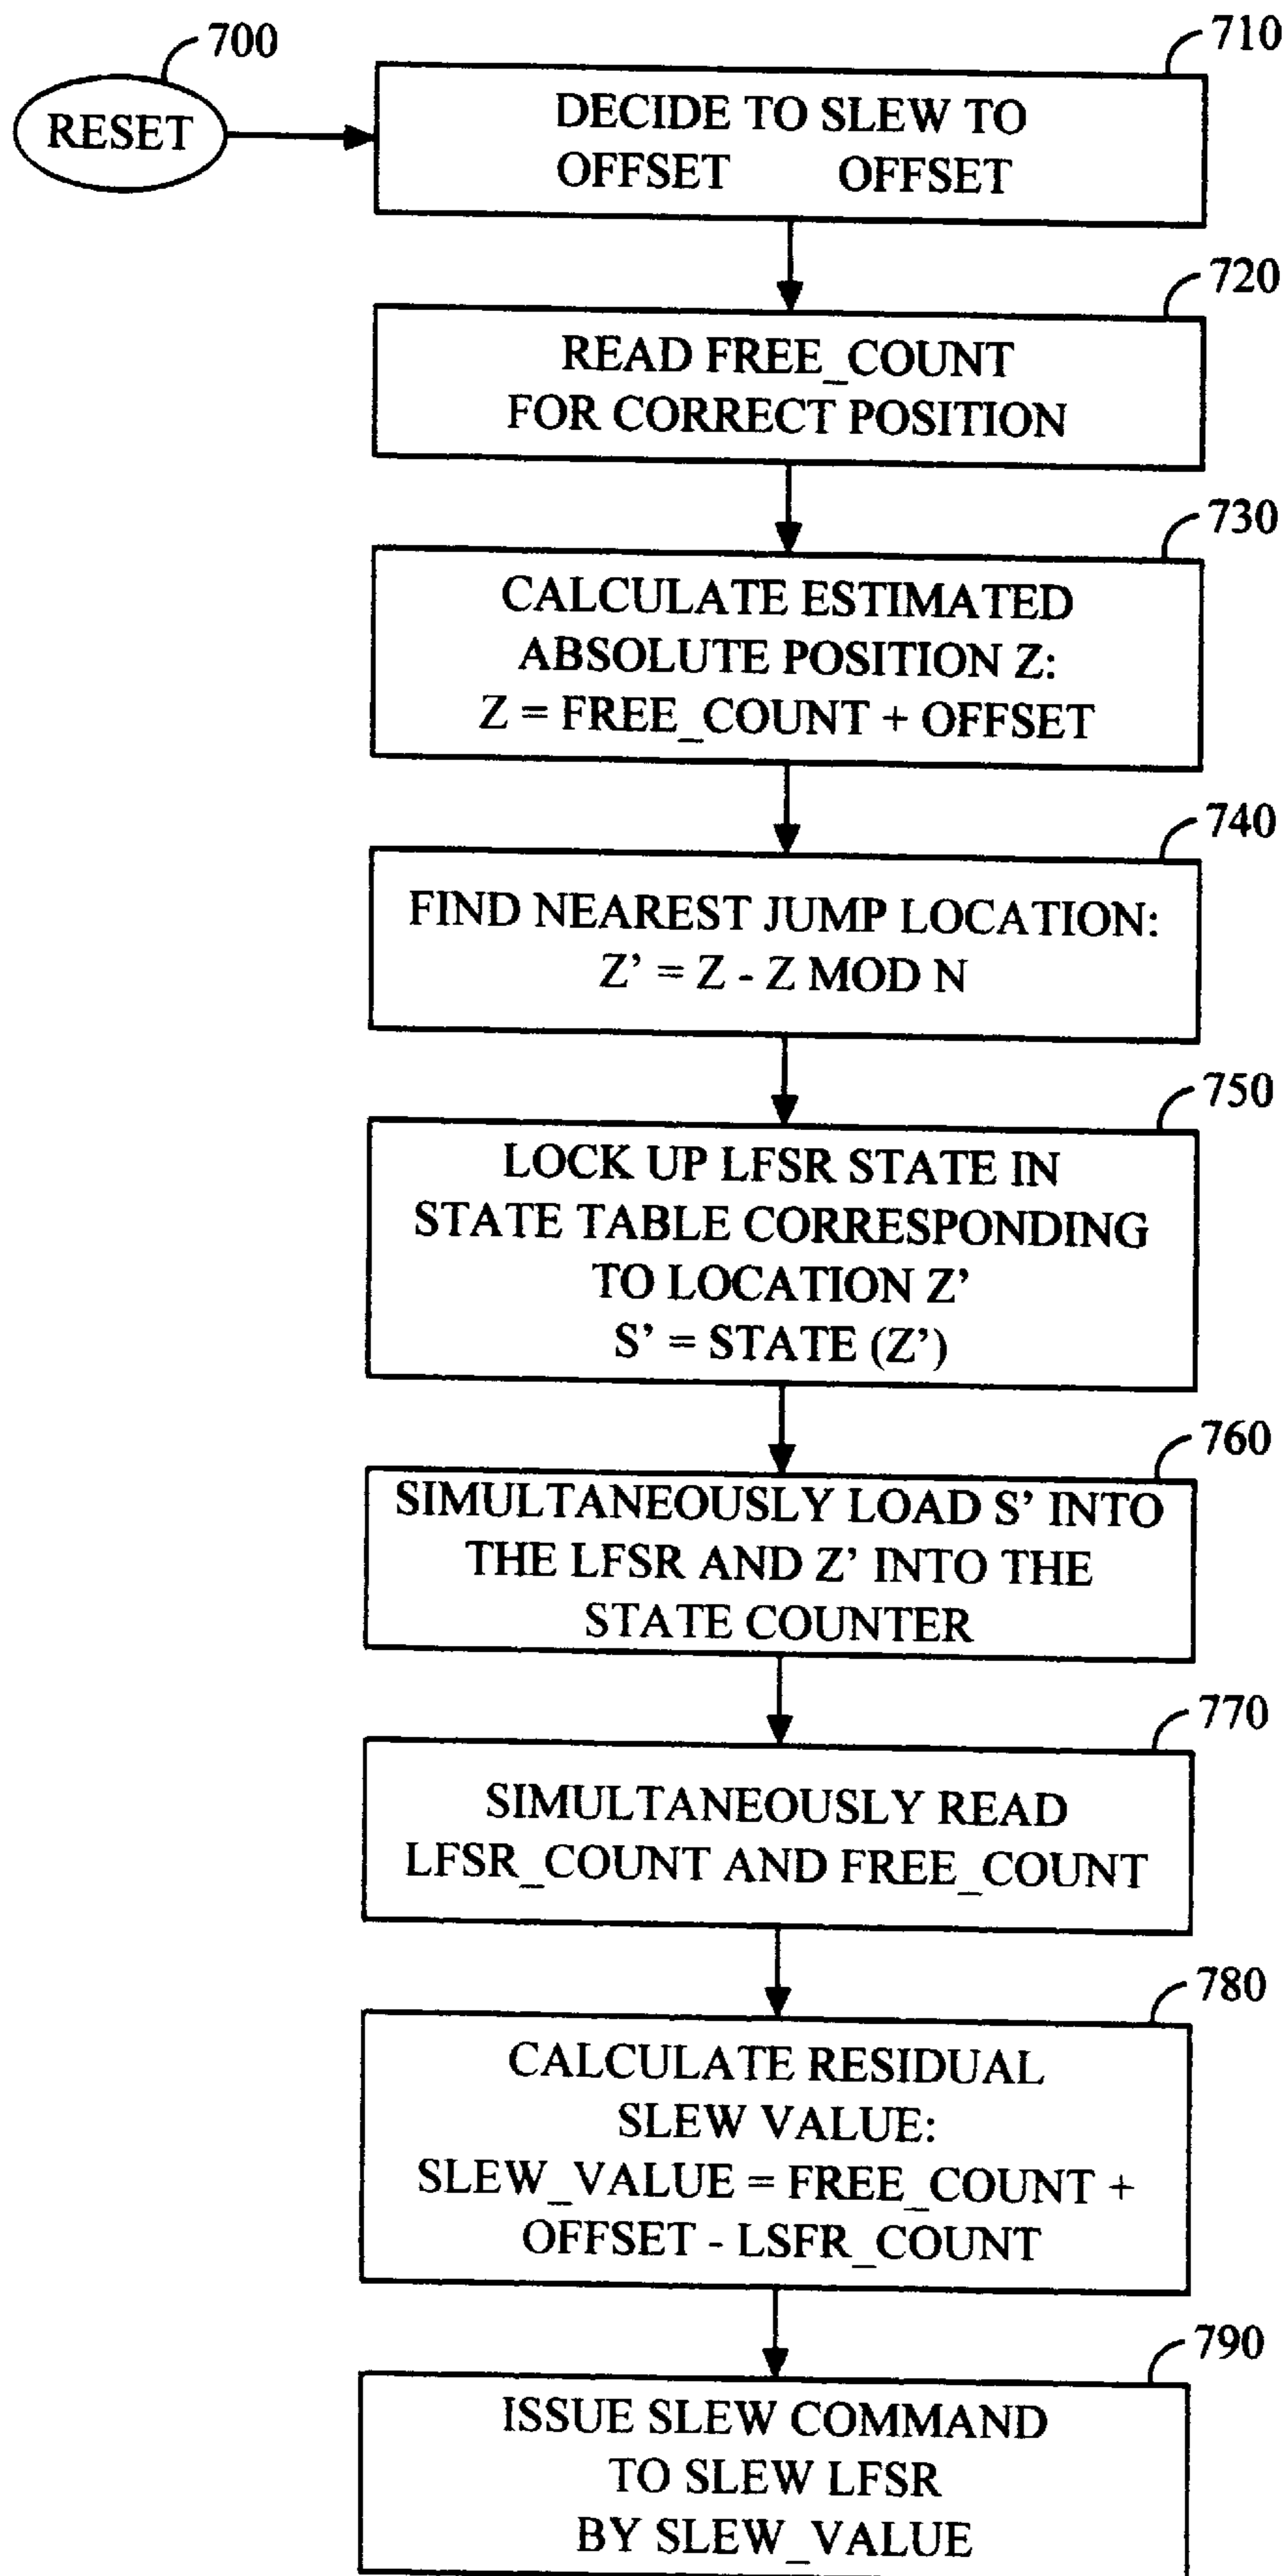 700
RESET
710
DECIDE TO SLEW TO
OFFSET OFFSET
720
READ FREE_COUNT
FOR CORRECT POSITION
730
CALCULATE ESTIMATED
ABSOLUTE POSITION Z:
Z = FREE_COUNT + OFFSET
740
FIND NEAREST JUMP LOCATION:
Z' = Z - Z MOD N
750
LOCK UP LFSR STATE IN
STATE TABLE CORRESPONDING
TO LOCATION Z'
S' = STATE (Z')
760
SIMULTANEOUSLY LOAD S' INTO
THE LFSR AND Z' INTO THE
STATE COUNTER
770
SIMULTANEOUSLY READ
LFSR_COUNT AND FREE_COUNT
780
CALCULATE RESIDUAL
SLEW VALUE:
SLEW_VALUE = FREE_COUNT +
OFFSET - LSFR_COUNT
790
ISSUE SLEW COMMAND
TO SLEW LFSR
BY SLEW_VALUE